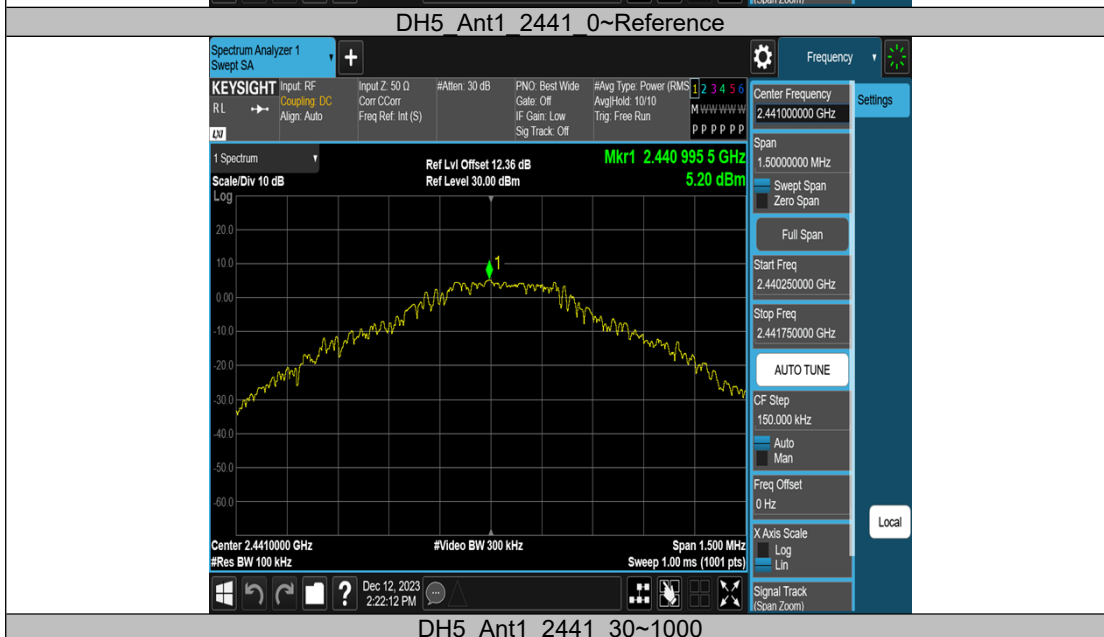 (Span Zoom)
DH5_Ant1_2441_0~Reference
Spectrum Analyzer 1
Swept SA
+
Frequency
KEYSIGHT
RL
LXI
Input: RF
Coupling: DC
Align: Auto
Input Z: 50 Ω
Corr CCorr
Freq Ref: Int (S)
#Atten: 30 dB
PNO: Best Wide
Gate: Off
IF Gain: Low
Sig Track: Off
#Avg Type: Power (RMS
Avg|Hold: 10/10
Trig: Free Run
1 2 3 4 5 6
M W W W W W
P P P P P P
1 Spectrum
Scale/Div 10 dB
Log
Ref Lvl Offset 12.36 dB
Ref Level 30.00 dBm
Mkr1 2.440 995 5 GHz
5.20 dBm
20.0
10.0
0.00
-10.0
-20.0
-30.0
-40.0
-50.0
-60.0
1
Center 2.4410000 GHz
#Res BW 100 kHz
#Video BW 300 kHz
Span 1.500 MHz
Sweep 1.00 ms (1001 pts)
Center Frequency
2.441000000 GHz
Settings
Span
1.50000000 MHz
Swept Span
Zero Span
Full Span
Start Freq
2.440250000 GHz
Stop Freq
2.441750000 GHz
AUTO TUNE
CF Step
150.000 kHz
Auto
Man
Freq Offset
0 Hz
Local
X Axis Scale
Log
Lin
Signal Track
(Span Zoom)
?
Dec 12, 2023
2:22:12 PM
DH5_Ant1_2441_30~1000